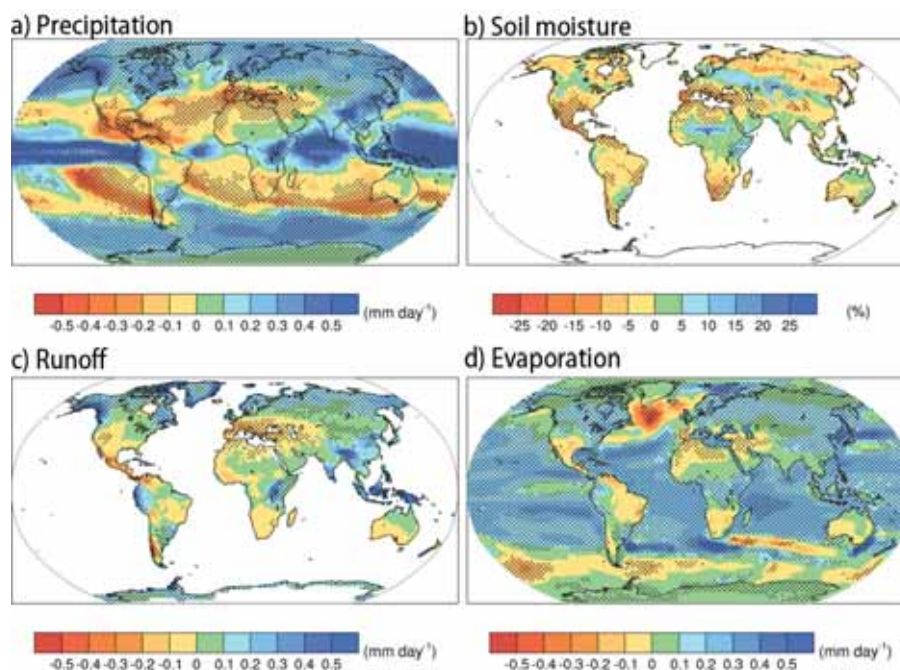 a) Precipitation
b) Soil moisture
-0.5 -0.4 -0.3 -0.2 -0.1 0 0.1 0.2 0.3 0.4 0.5 (mm day⁻¹)
-25 -20 -15 -10 -5 0 5 10 15 20 25 (%)
c) Runoff
d) Evaporation
-0.5 -0.4 -0.3 -0.2 -0.1 0 0.1 0.2 0.3 0.4 0.5 (mm day⁻¹)
-0.5 -0.4 -0.3 -0.2 -0.1 0 0.1 0.2 0.3 0.4 0.5 (mm day⁻¹)